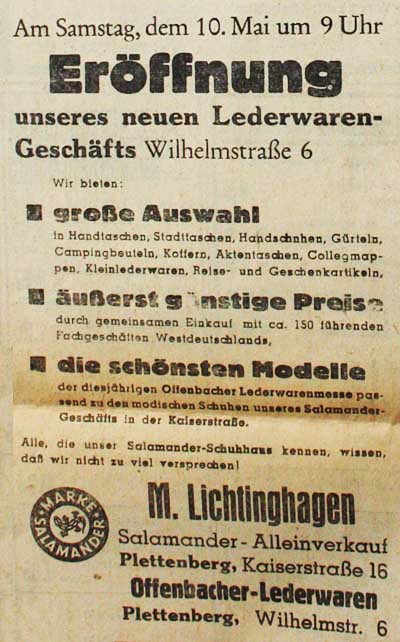 Am Samstag, dem 10. Mai um 9 Uhr
Eröffnung
unseres neuen Lederwaren-
Geschäfts Wilhelmstraße 6
Wir bieten:
große Auswahl
in Handtaschen, Stadttaschen, Handschnhen, Gürteln,
Campingbeuteln, Koffern, Aktentaschen, Collegmap-
pen, Kleinlederwaren, Reise- und Geschenkartikeln,
äußerst günstige Preise
durch gemeinsamen Einkauf mit ca. 150 führenden
Fachgeschäften Westdeutschlands,
die schönsten Modelle
der diesjährigen Offenbacher Lederwarenmesse pas-
send zu den modischen Schuhen unseres Salamander-
Geschäfts in der Kaiserstraße.
Alle, die unser Salamander-Schuhhaus kennen, wissen,
daß wir nicht zu viel versprechen!
MARKE SALAMANDER
M. Lichtinghagen
Salamander-Alleinverkauf
Plettenberg, Kaiserstraße 16
Offenbacher-Lederwaren
Plettenberg, Wilhelmstr. 6